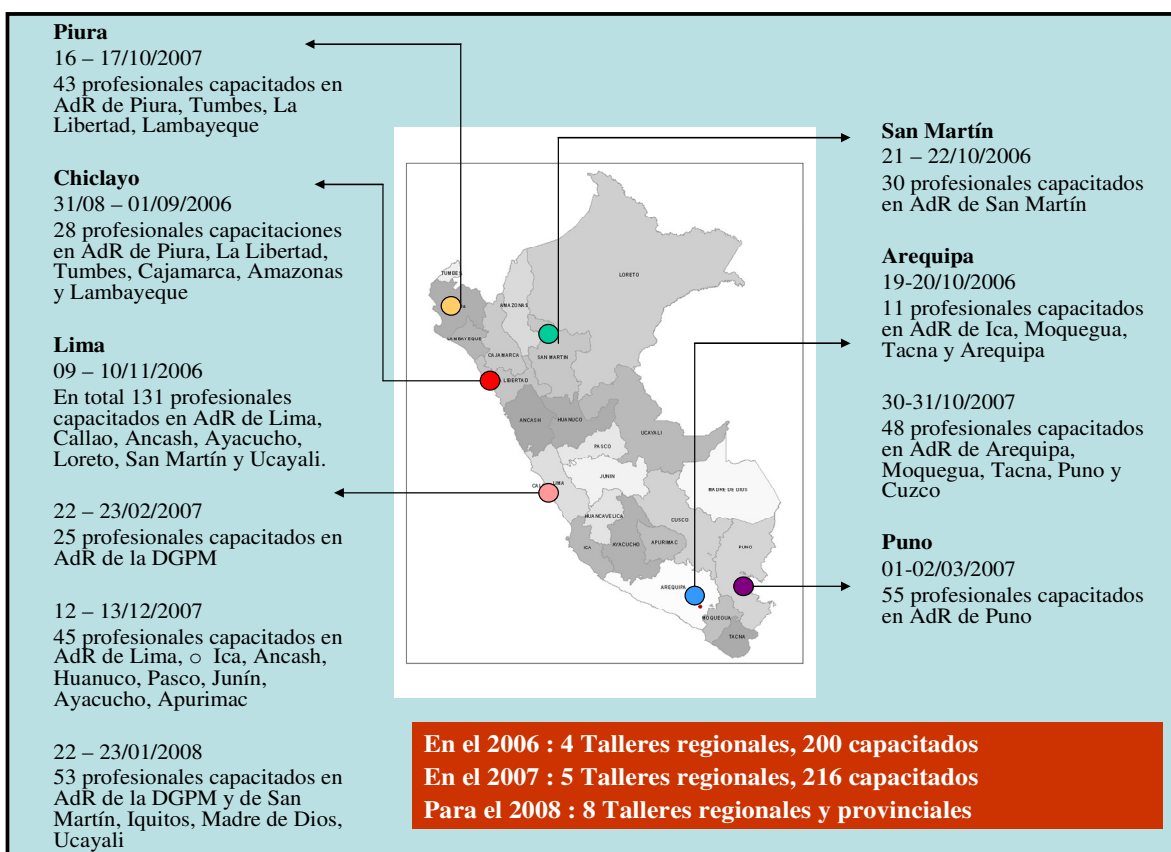 Piura
16 – 17/10/2007
43 profesionales capacitados en
AdR de Piura, Tumbes, La
Libertad, Lambayeque
Chiclayo
31/08 – 01/09/2006
28 profesionales capacitaciones
en AdR de Piura, La Libertad,
Tumbes, Cajamarca, Amazonas
y Lambayeque
Lima
09 – 10/11/2006
En total 131 profesionales
capacitados en AdR de Lima,
Callao, Ancash, Ayacucho,
Loreto, San Martín y Ucayali.
22 – 23/02/2007
25 profesionales capacitados en
AdR de la DGPM
12 – 13/12/2007
45 profesionales capacitados en
AdR de Lima, o Ica, Ancash,
Huanuco, Pasco, Junín,
Ayacucho, Apurimac
22 – 23/01/2008
53 profesionales capacitados en
AdR de la DGPM y de San
Martín, Iquitos, Madre de Dios,
Ucayali
TUMBES
LORETO
AMAZONAS
LAMBAYEQUE
CAJAMARCA
SAN MARTIN
LIBERTAD
ANCASH
HUANUCO
UCAYALI
PASCO
JUNIN
LIMA
MADRE DE DIOS
HUANCAVELICA
CUSCO
ICA
AYACUCHO
APURIMAC
PUNO
AREQUIPA
MOQUEGUA
TACNA
San Martín
21 – 22/10/2006
30 profesionales capacitados
en AdR de San Martín
Arequipa
19-20/10/2006
11 profesionales capacitados
en AdR de Ica, Moquegua,
Tacna y Arequipa
30-31/10/2007
48 profesionales capacitados
en AdR de Arequipa,
Moquegua, Tacna, Puno y
Cuzco
Puno
01-02/03/2007
55 profesionales capacitados
en AdR de Puno
En el 2006 : 4 Talleres regionales, 200 capacitados
En el 2007 : 5 Talleres regionales, 216 capacitados
Para el 2008 : 8 Talleres regionales y provinciales